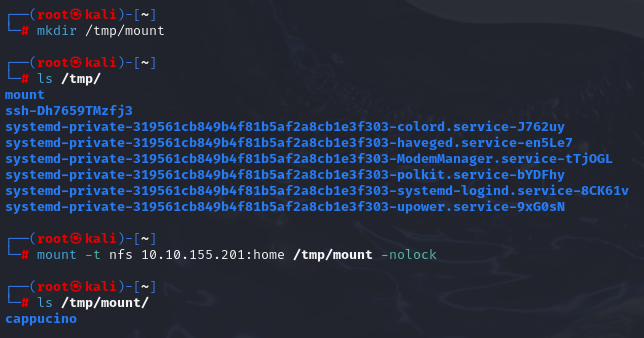 ┌──(root㉿kali)-[~]
└─# mkdir /tmp/mount
┌──(root㉿kali)-[~]
└─# ls /tmp/
mount
ssh-Dh7659TMzfj3
systemd-private-319561cb849b4f81b5af2a8cb1e3f303-colord.service-J762uy
systemd-private-319561cb849b4f81b5af2a8cb1e3f303-haveged.service-en5Le7
systemd-private-319561cb849b4f81b5af2a8cb1e3f303-ModemManager.service-tTjOGL
systemd-private-319561cb849b4f81b5af2a8cb1e3f303-polkit.service-bYDFhy
systemd-private-319561cb849b4f81b5af2a8cb1e3f303-systemd-logind.service-8CK61v
systemd-private-319561cb849b4f81b5af2a8cb1e3f303-upower.service-9xG0sN
┌──(root㉿kali)-[~]
└─# mount -t nfs 10.10.155.201:home /tmp/mount -nolock
┌──(root㉿kali)-[~]
└─# ls /tmp/mount/
cappucino